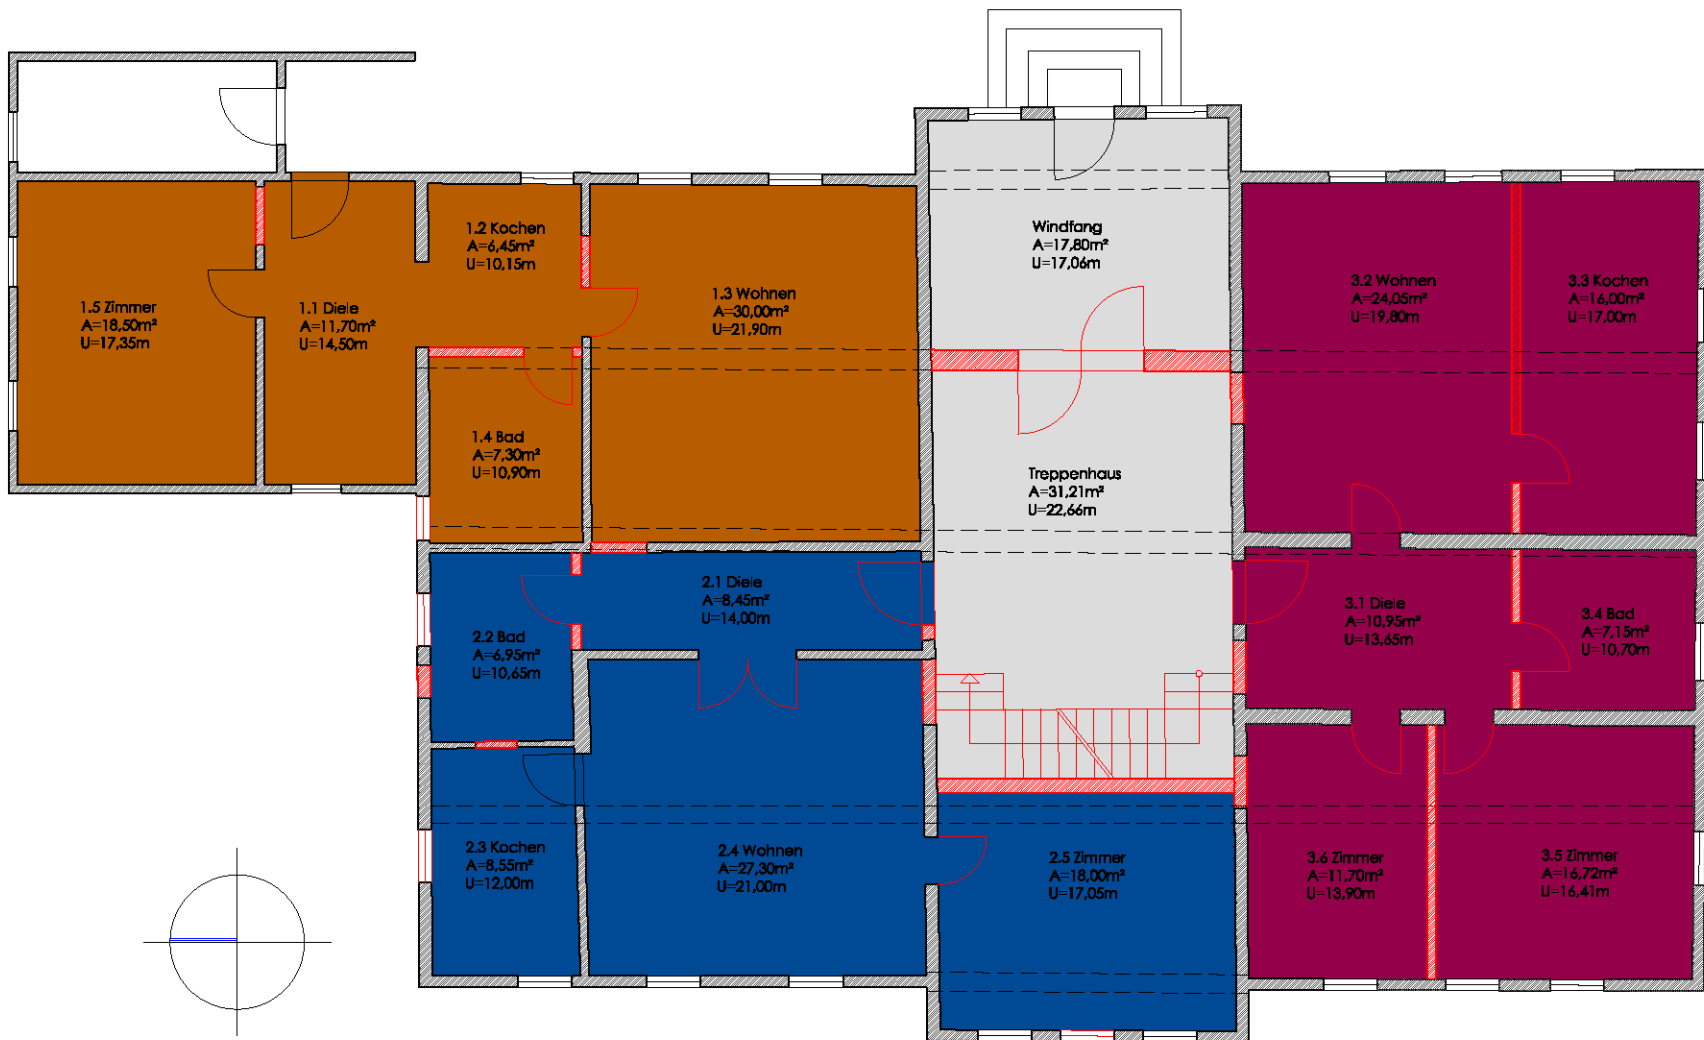 Windfang
A=17,80m²
U=17,06m
1.2 Kochen
A=6,45m²
U=10,15m
1.3 Wohnen
A=30,00m²
U=21,90m
3.2 Wohnen
A=24,05m²
U=19,80m
3.3 Kochen
A=16,00m²
U=17,00m
1.5 Zimmer
A=18,50m²
U=17,35m
1.1 Diele
A=11,70m²
U=14,50m
1.4 Bad
A=7,30m²
U=10,90m
Treppenhaus
A=31,21m²
U=22,66m
2.1 Diele
A=8,45m²
U=14,00m
2.2 Bad
A=6,95m²
U=10,65m
3.1 Diele
A=10,95m²
U=13,65m
3.4 Bad
A=7,15m²
U=10,70m
2.3 Kochen
A=8,55m²
U=12,00m
2.4 Wohnen
A=27,30m²
U=21,00m
2.5 Zimmer
A=18,00m²
U=17,05m
3.6 Zimmer
A=11,70m²
U=13,90m
3.5 Zimmer
A=16,72m²
U=16,41m